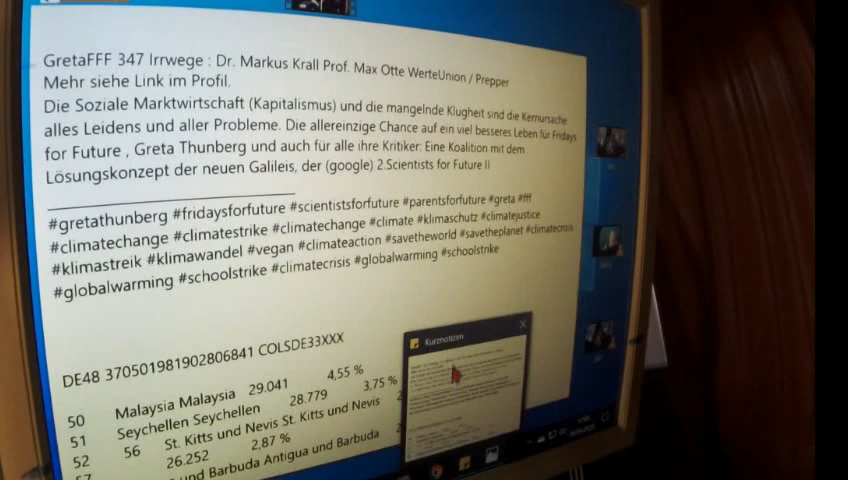 GretaFFF 347 Irrwege : Dr. Markus Krall Prof. Max Otte WerteUnion / Prepper
Mehr siehe Link im Profil.
Die Soziale Marktwirtschaft (Kapitalismus) und die mangelnde Klugheit sind die Kernursache
alles Leidens und aller Probleme. Die allereinzige Chance auf ein viel besseres Leben für Fridays
for Future , Greta Thunberg und auch für alle ihre Kritiker: Eine Koalition mit dem
Lösungskonzept der neuen Galileis, der (google) 2.Scientists for Future II
#gretathunberg #fridaysforfuture #scientistsforfuture #parentsforfuture #greta #fff
#climatechange #climatestrike #climatechange #climate #klimaschutz #climatejustice
#klimastreik #klimawandel #vegan #climateaction #savetheworld #savetheplanet #climatecrisis
#globalwarming #schoolstrike #climatecrisis #globalwarming #schoolstrike
DE48 370501981902806841 COLSDE33XXX
50 Malaysia Malaysia 29.041 4,55 %
51 Seychellen Seychellen 28.779 3,75 %
52 56 St. Kitts und Nevis St. Kitts und Nevis 2
26.252 2,87 %
und Barbuda Antigua und Barbuda 2
Kurznotizen